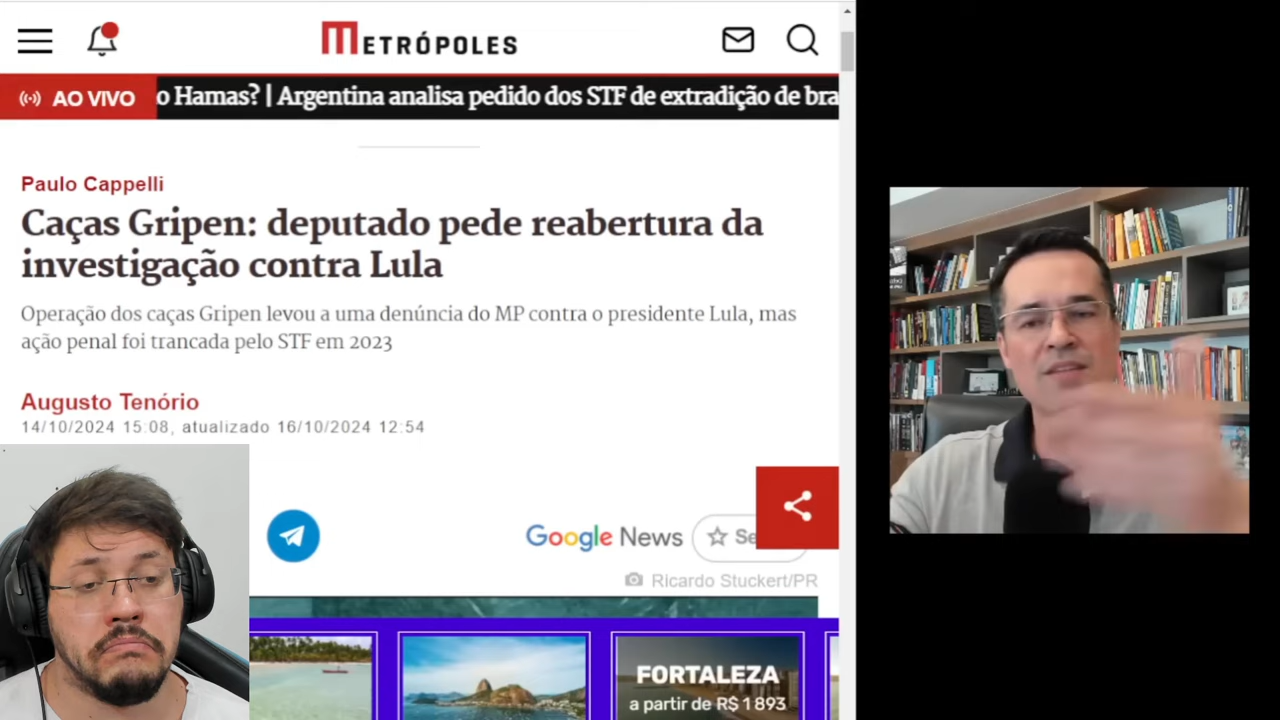 METRÓPOLES
AO VIVO
o Hamas? | Argentina analisa pedido dos STF de extradição de bra
Paulo Cappelli
Caças Gripen: deputado pede reabertura da
investigação contra Lula
Operação dos caças Gripen levou a uma denúncia do MP contra o presidente Lula, mas
ação penal foi trancada pelo STF em 2023
Augusto Tenório
14/10/2024 15:08, atualizado 16/10/2024 12:54
Google News
Se
Ricardo Stuckert/PR
FORTALEZA
a partir de R$ 1 893